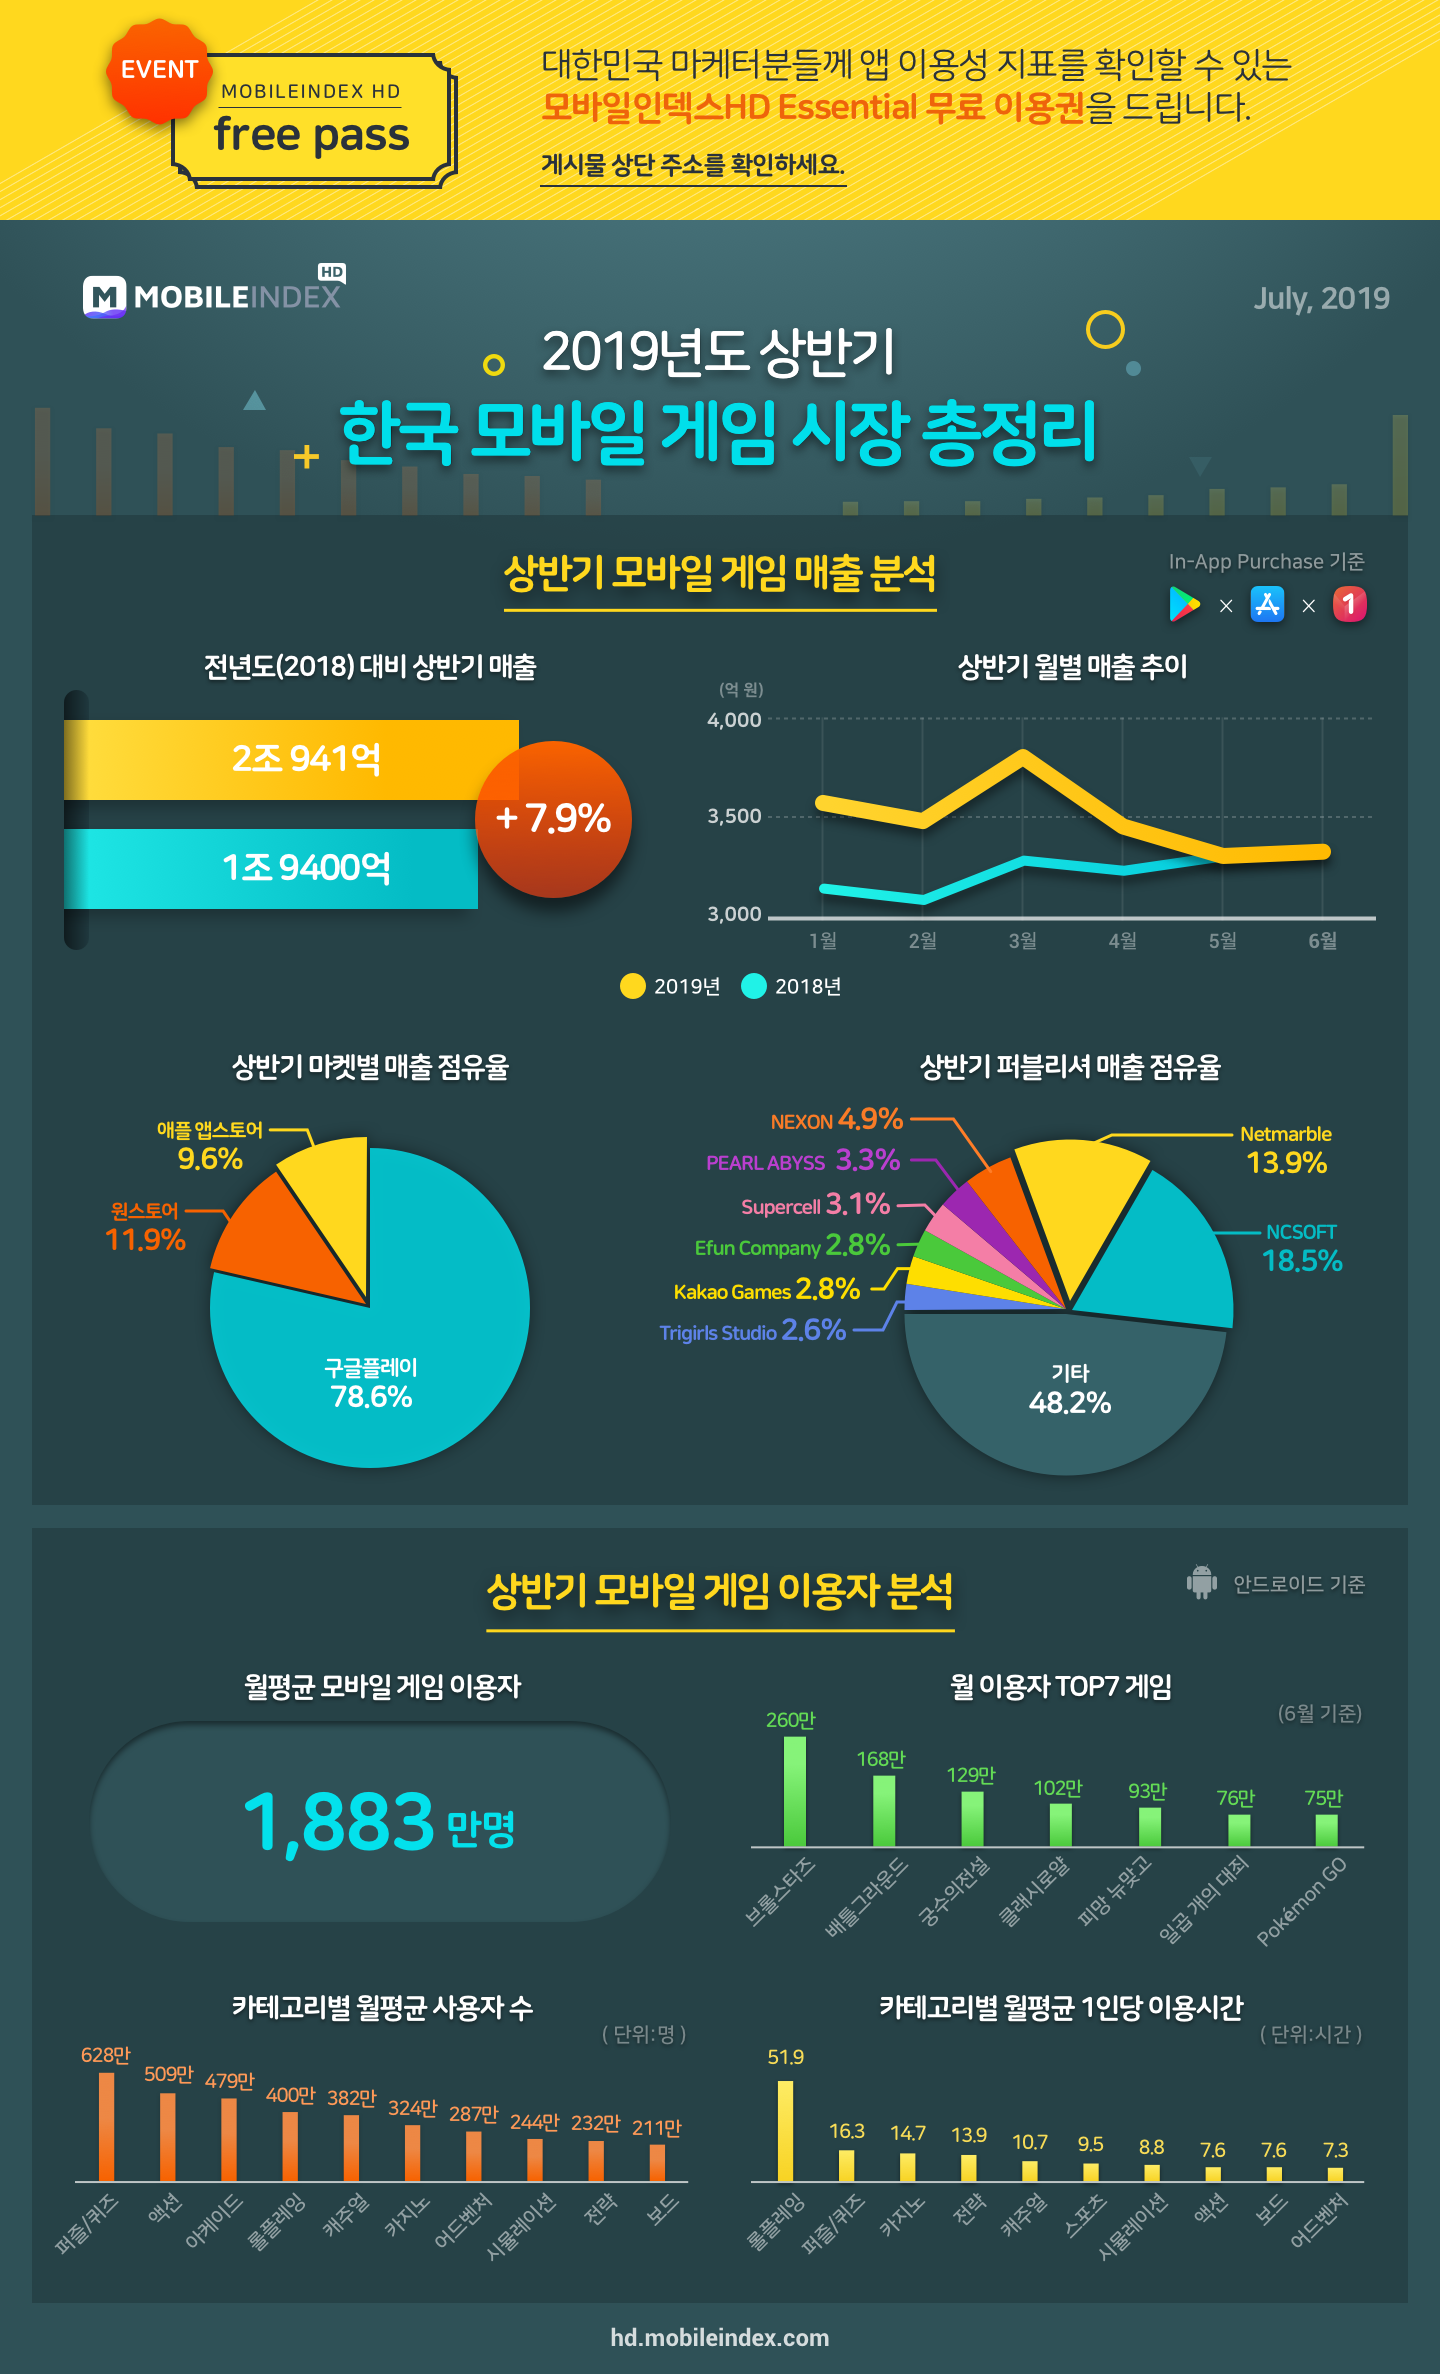 EVENT
MOBILEINDEX HD
free pass
대한민국 마케터분들께 앱 이용성 지표를 확인할 수 있는
모바일인덱스HD Essential 무료 이용권을 드립니다.
게시물 상단 주소를 확인하세요.
M MOBILEINDEX HD
July, 2019
2019년도 상반기
한국 모바일 게임 시장 총정리
상반기 모바일 게임 매출 분석
In-App Purchase 기준
x x 1
전년도(2018) 대비 상반기 매출
2조 941억
1조 9400억
+ 7.9%
상반기 월별 매출 추이
(억 원)
4,000
3,500
3,000
1월 2월 3월 4월 5월 6월
2019년 2018년
상반기 마켓별 매출 점유율
애플 앱스토어
9.6%
원스토어
11.9%
구글플레이
78.6%
상반기 퍼블리셔 매출 점유율
NEXON 4.9%
PEARL ABYSS 3.3%
Supercell 3.1%
Efun Company 2.8%
Kakao Games 2.8%
Trigirls Studio 2.6%
Netmarble
13.9%
NCSOFT
18.5%
기타
48.2%
상반기 모바일 게임 이용자 분석
안드로이드 기준
월평균 모바일 게임 이용자
1,883 만명
월 이용자 TOP7 게임
(6월 기준)
260만 168만 129만 102만 93만 76만 75만
브롤스타즈 배틀그라운드 궁수의전설 클래시로얄 피망 뉴맞고 일곱 개의 대죄 Pokémon GO
카테고리별 월평균 사용자 수
( 단위:명 )
628만 509만 479만 400만 382만 324만 287만 244만 232만 211만
퍼즐/퀴즈 액션 아케이드 롤플레잉 캐주얼 카지노 어드벤처 시뮬레이션 전략 보드
카테고리별 월평균 1인당 이용시간
( 단위:시간 )
51.9 16.3 14.7 13.9 10.7 9.5 8.8 7.6 7.6 7.3
롤플레잉 퍼즐/퀴즈 카지노 전략 캐주얼 스포츠 시뮬레이션 액션 보드 어드벤처
hd.mobileindex.com